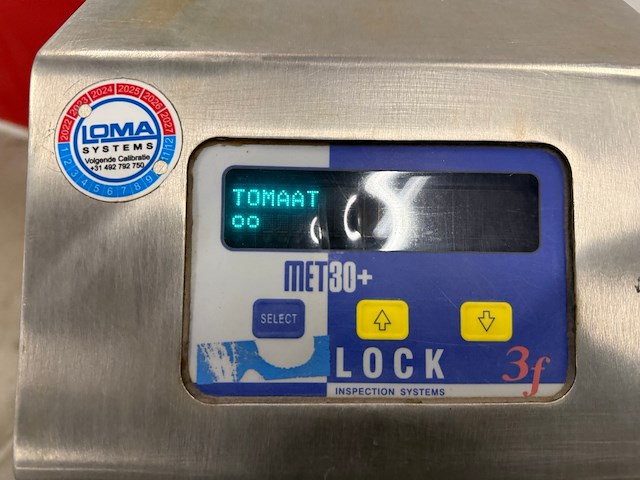 2022 2023 2024 2025 2026 2027
LOMA
SYSTEMS
Volgende Calibratie
+31 492 792 750
1 2 3 4 5 6 7 8 9 11 12
TOMAAT
oo
MET30+
SELECT
LOCK
3f
INSPECTION SYSTEMS